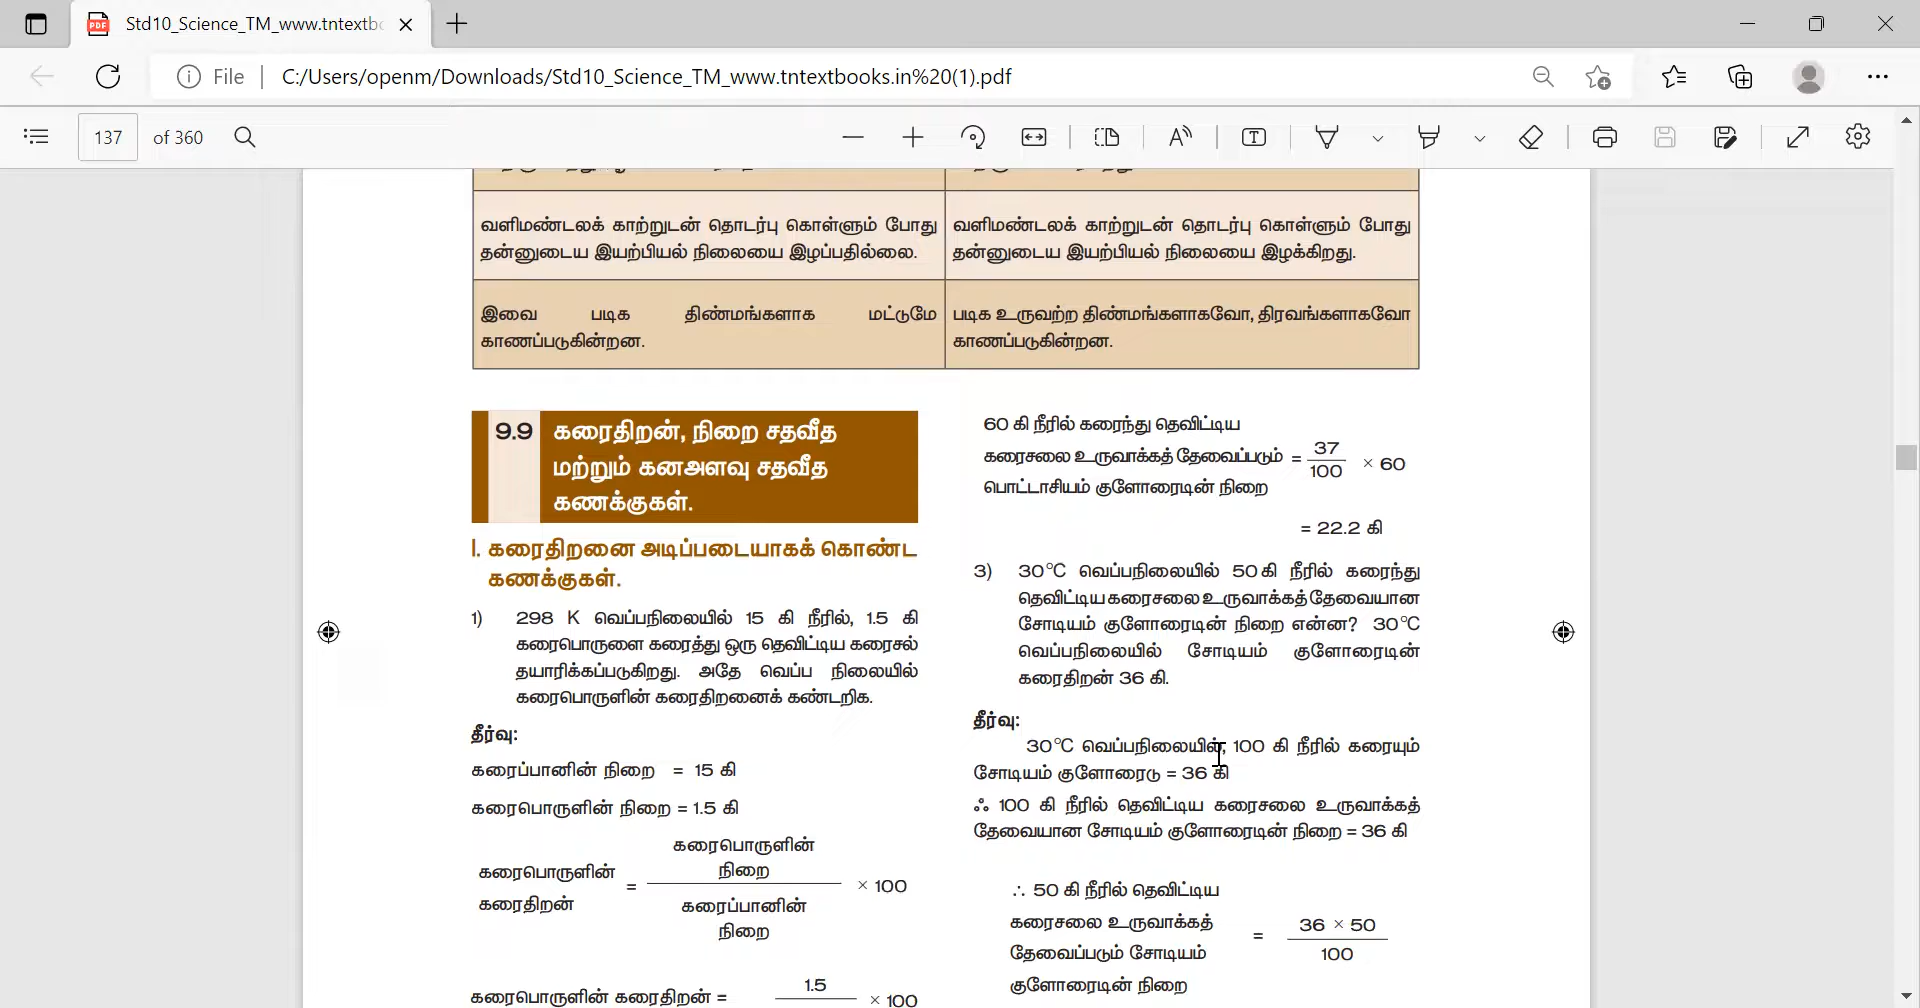 Std10_Science_TM_www.tntextb
File
C:/Users/openm/Downloads/Std10_Science_TM_www.tntextbooks.in%20(1).pdf
137 of 360
வளிமண்டலக் காற்றுடன் தொடர்பு கொள்ளும் போது
தன்னுடைய இயற்பியல் நிலையை இழப்பதில்லை.
வளிமண்டலக் காற்றுடன் தொடர்பு கொள்ளும் போது
தன்னுடைய இயற்பியல் நிலையை இழக்கிறது.
இவை படிக திண்மங்களாக மட்டுமே
காணப்படுகின்றன.
படிக உருவற்ற திண்மங்களாகவோ, திரவங்களாகவோ
காணப்படுகின்றன.
9.9 கரைதிறன், நிறை சதவீத
மற்றும் கனஅளவு சதவீத
கணக்குகள்.
I. கரைதிறனை அடிப்படையாகக் கொண்ட
கணக்குகள்.
1) 298 K வெப்பநிலையில் 15 கி நீரில், 1.5 கி
கரைபொருளை கரைத்து ஒரு தெவிட்டிய கரைசல்
தயாரிக்கப்படுகிறது. அதே வெப்ப நிலையில்
கரைபொருளின் கரைதிறனைக் கண்டறிக.
தீர்வு:
கரைப்பானின் நிறை = 15 கி
கரைபொருளின் நிறை = 1.5 கி
கரைபொருளின்
கரைதிறன்
=
கரைபொருளின்
நிறை
கரைப்பானின்
நிறை
× 100
கரைபொருளின் கரைதிறன் = 1.5 × 100
60 கி நீரில் கரைந்து தெவிட்டிய
கரைசலை உருவாக்கத் தேவைப்படும் = 37/100 × 60
பொட்டாசியம் குளோரைடின் நிறை
= 22.2 கி
3) 30°C வெப்பநிலையில் 50 கி நீரில் கரைந்து
தெவிட்டிய கரைசலை உருவாக்கத் தேவையான
சோடியம் குளோரைடின் நிறை என்ன? 30°C
வெப்பநிலையில் சோடியம் குளோரைடின்
கரைதிறன் 36 கி.
தீர்வு:
30°C வெப்பநிலையில், 100 கி நீரில் கரையும்
சோடியம் குளோரைடு = 36 கி
ஃ 100 கி நீரில் தெவிட்டிய கரைசலை உருவாக்கத்
தேவையான சோடியம் குளோரைடின் நிறை = 36 கி
∴ 50 கி நீரில் தெவிட்டிய
கரைசலை உருவாக்கத்
தேவைப்படும் சோடியம்
குளோரைடின் நிறை
=
36 × 50
100